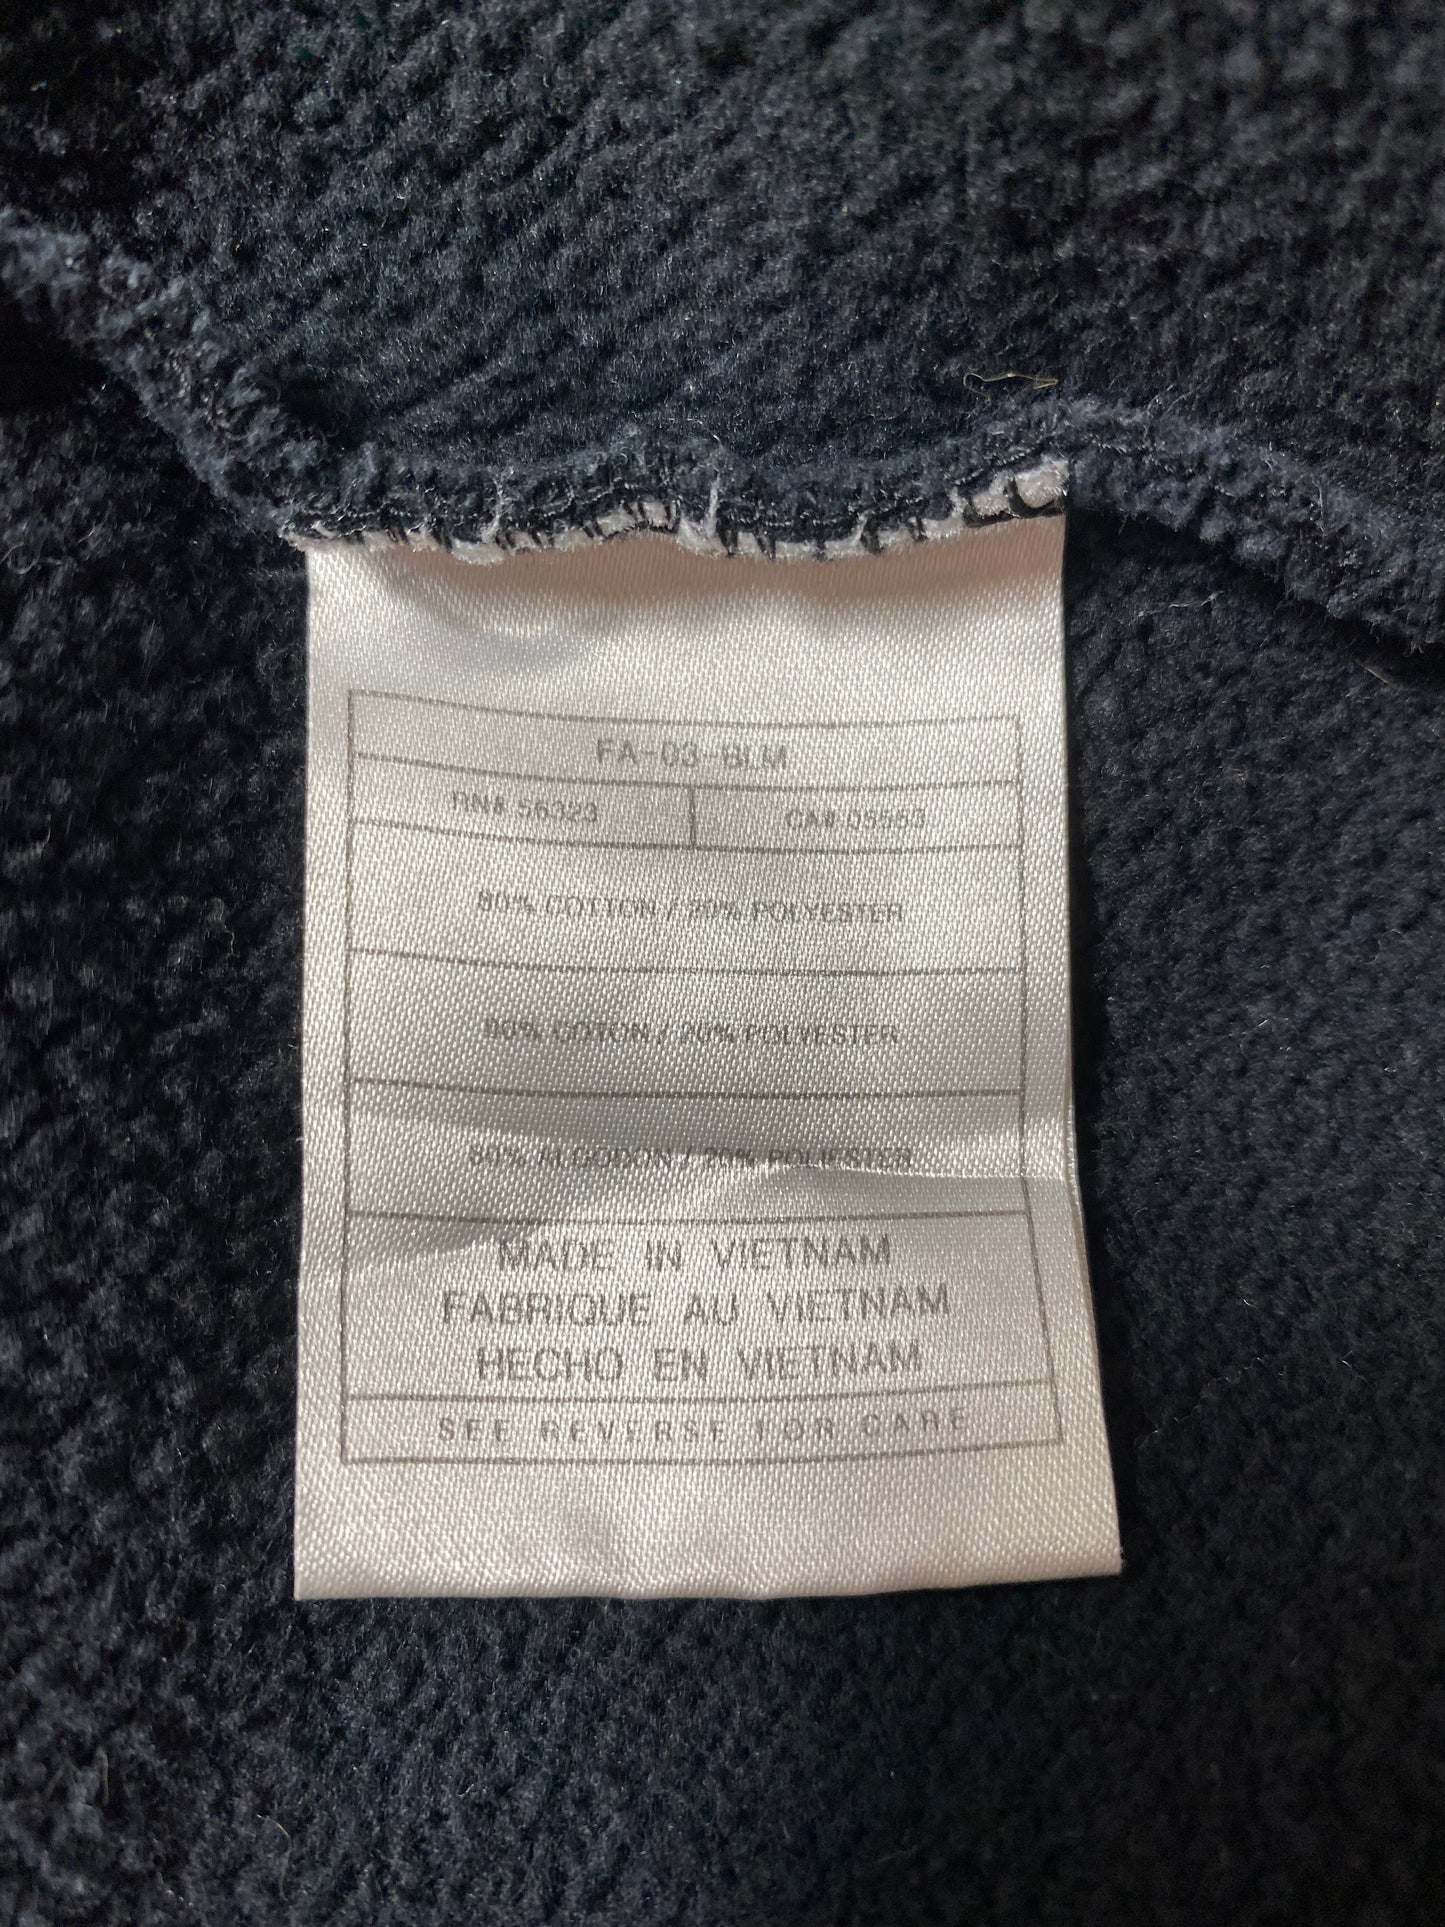 FA-03-BLM
RN# 56323 CA# 05553
80% COTTON / 20% POLYESTER
80% COTON / 20% POLYESTER
80% ALGODON / 20% POLIESTER
MADE IN VIETNAM
FABRIQUE AU VIETNAM
HECHO EN VIETNAM
SEE REVERSE FOR CARE